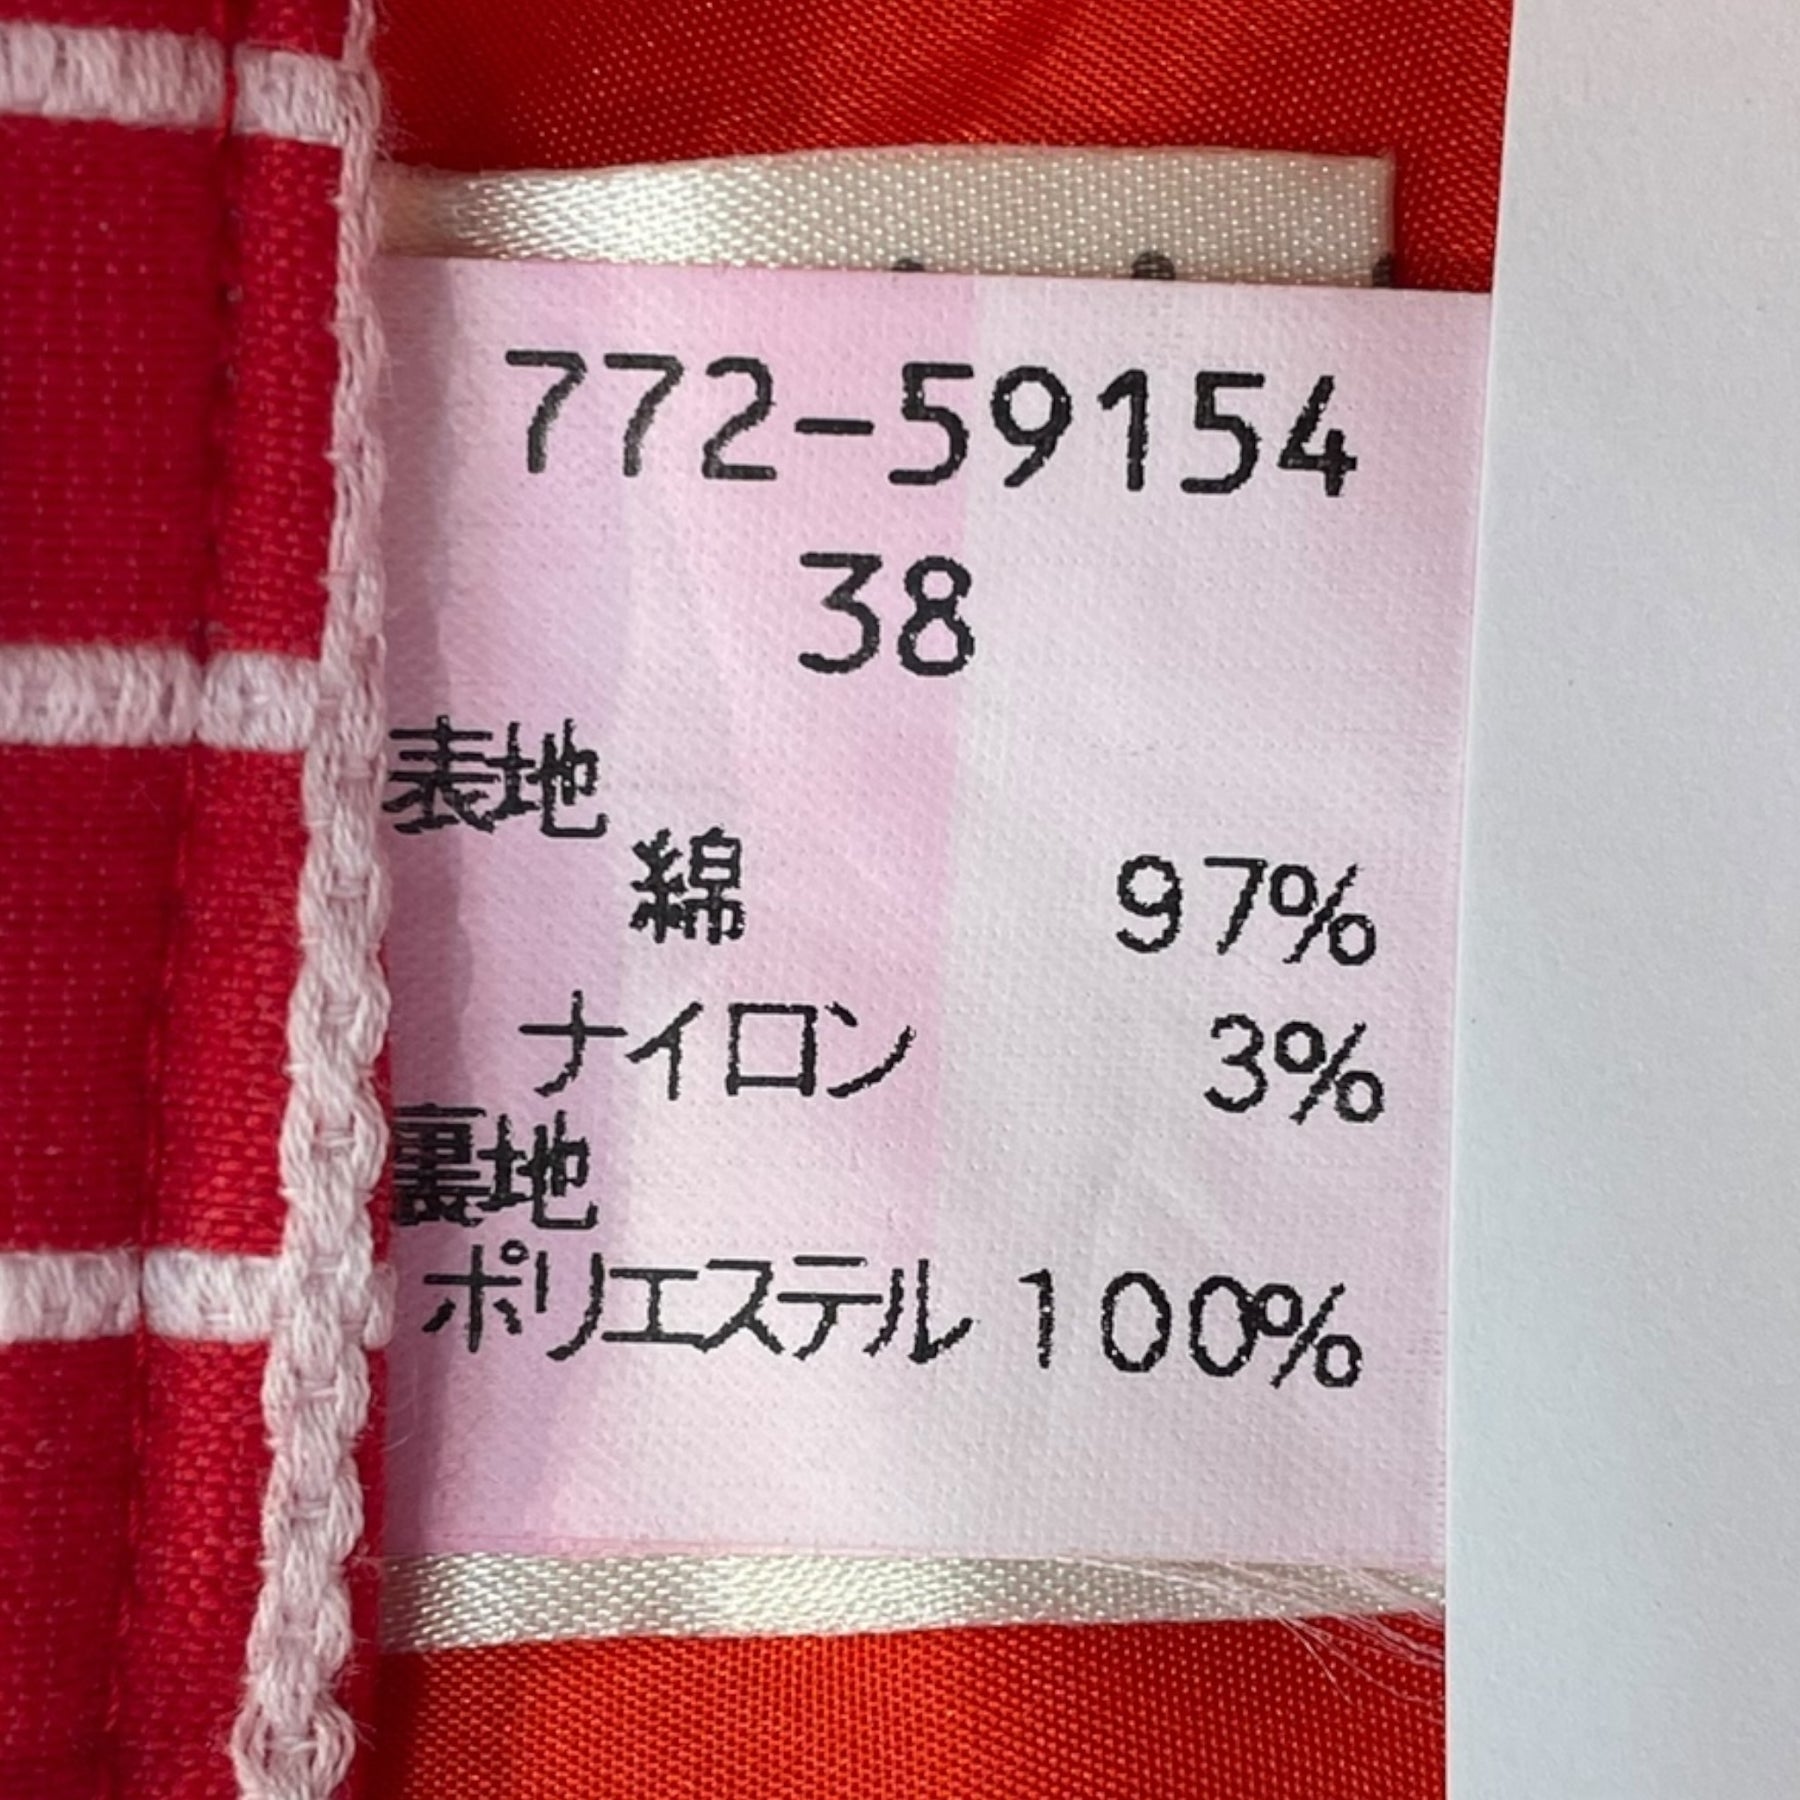 772-59154
38
表地
綿 97%
ナイロン 3%
裏地
ポリエステル 100%